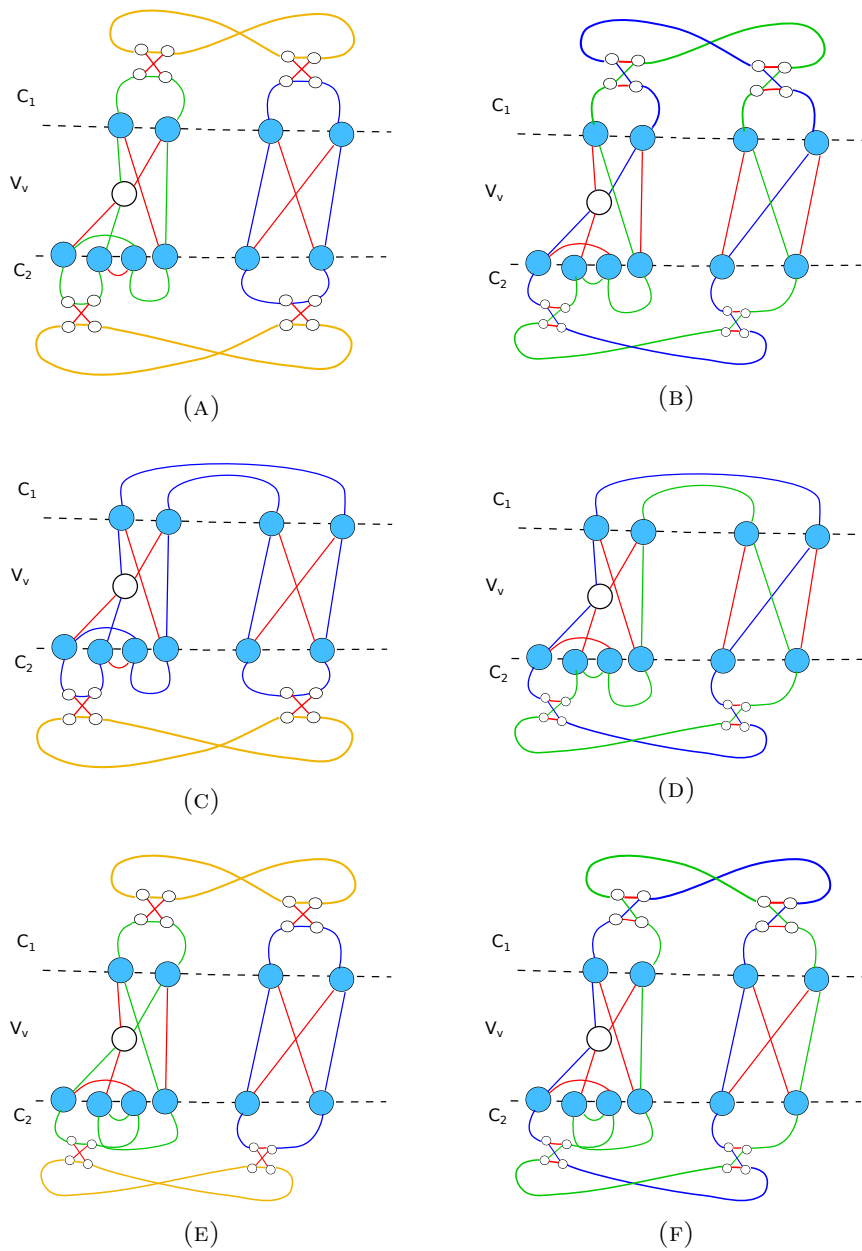 C₁ C₁
Vᵥ Vᵥ
C₂ C₂
(A) (B)
C₁ C₁
Vᵥ Vᵥ
C₂ C₂
(C) (D)
C₁ C₁
Vᵥ Vᵥ
C₂ C₂
(E) (F)